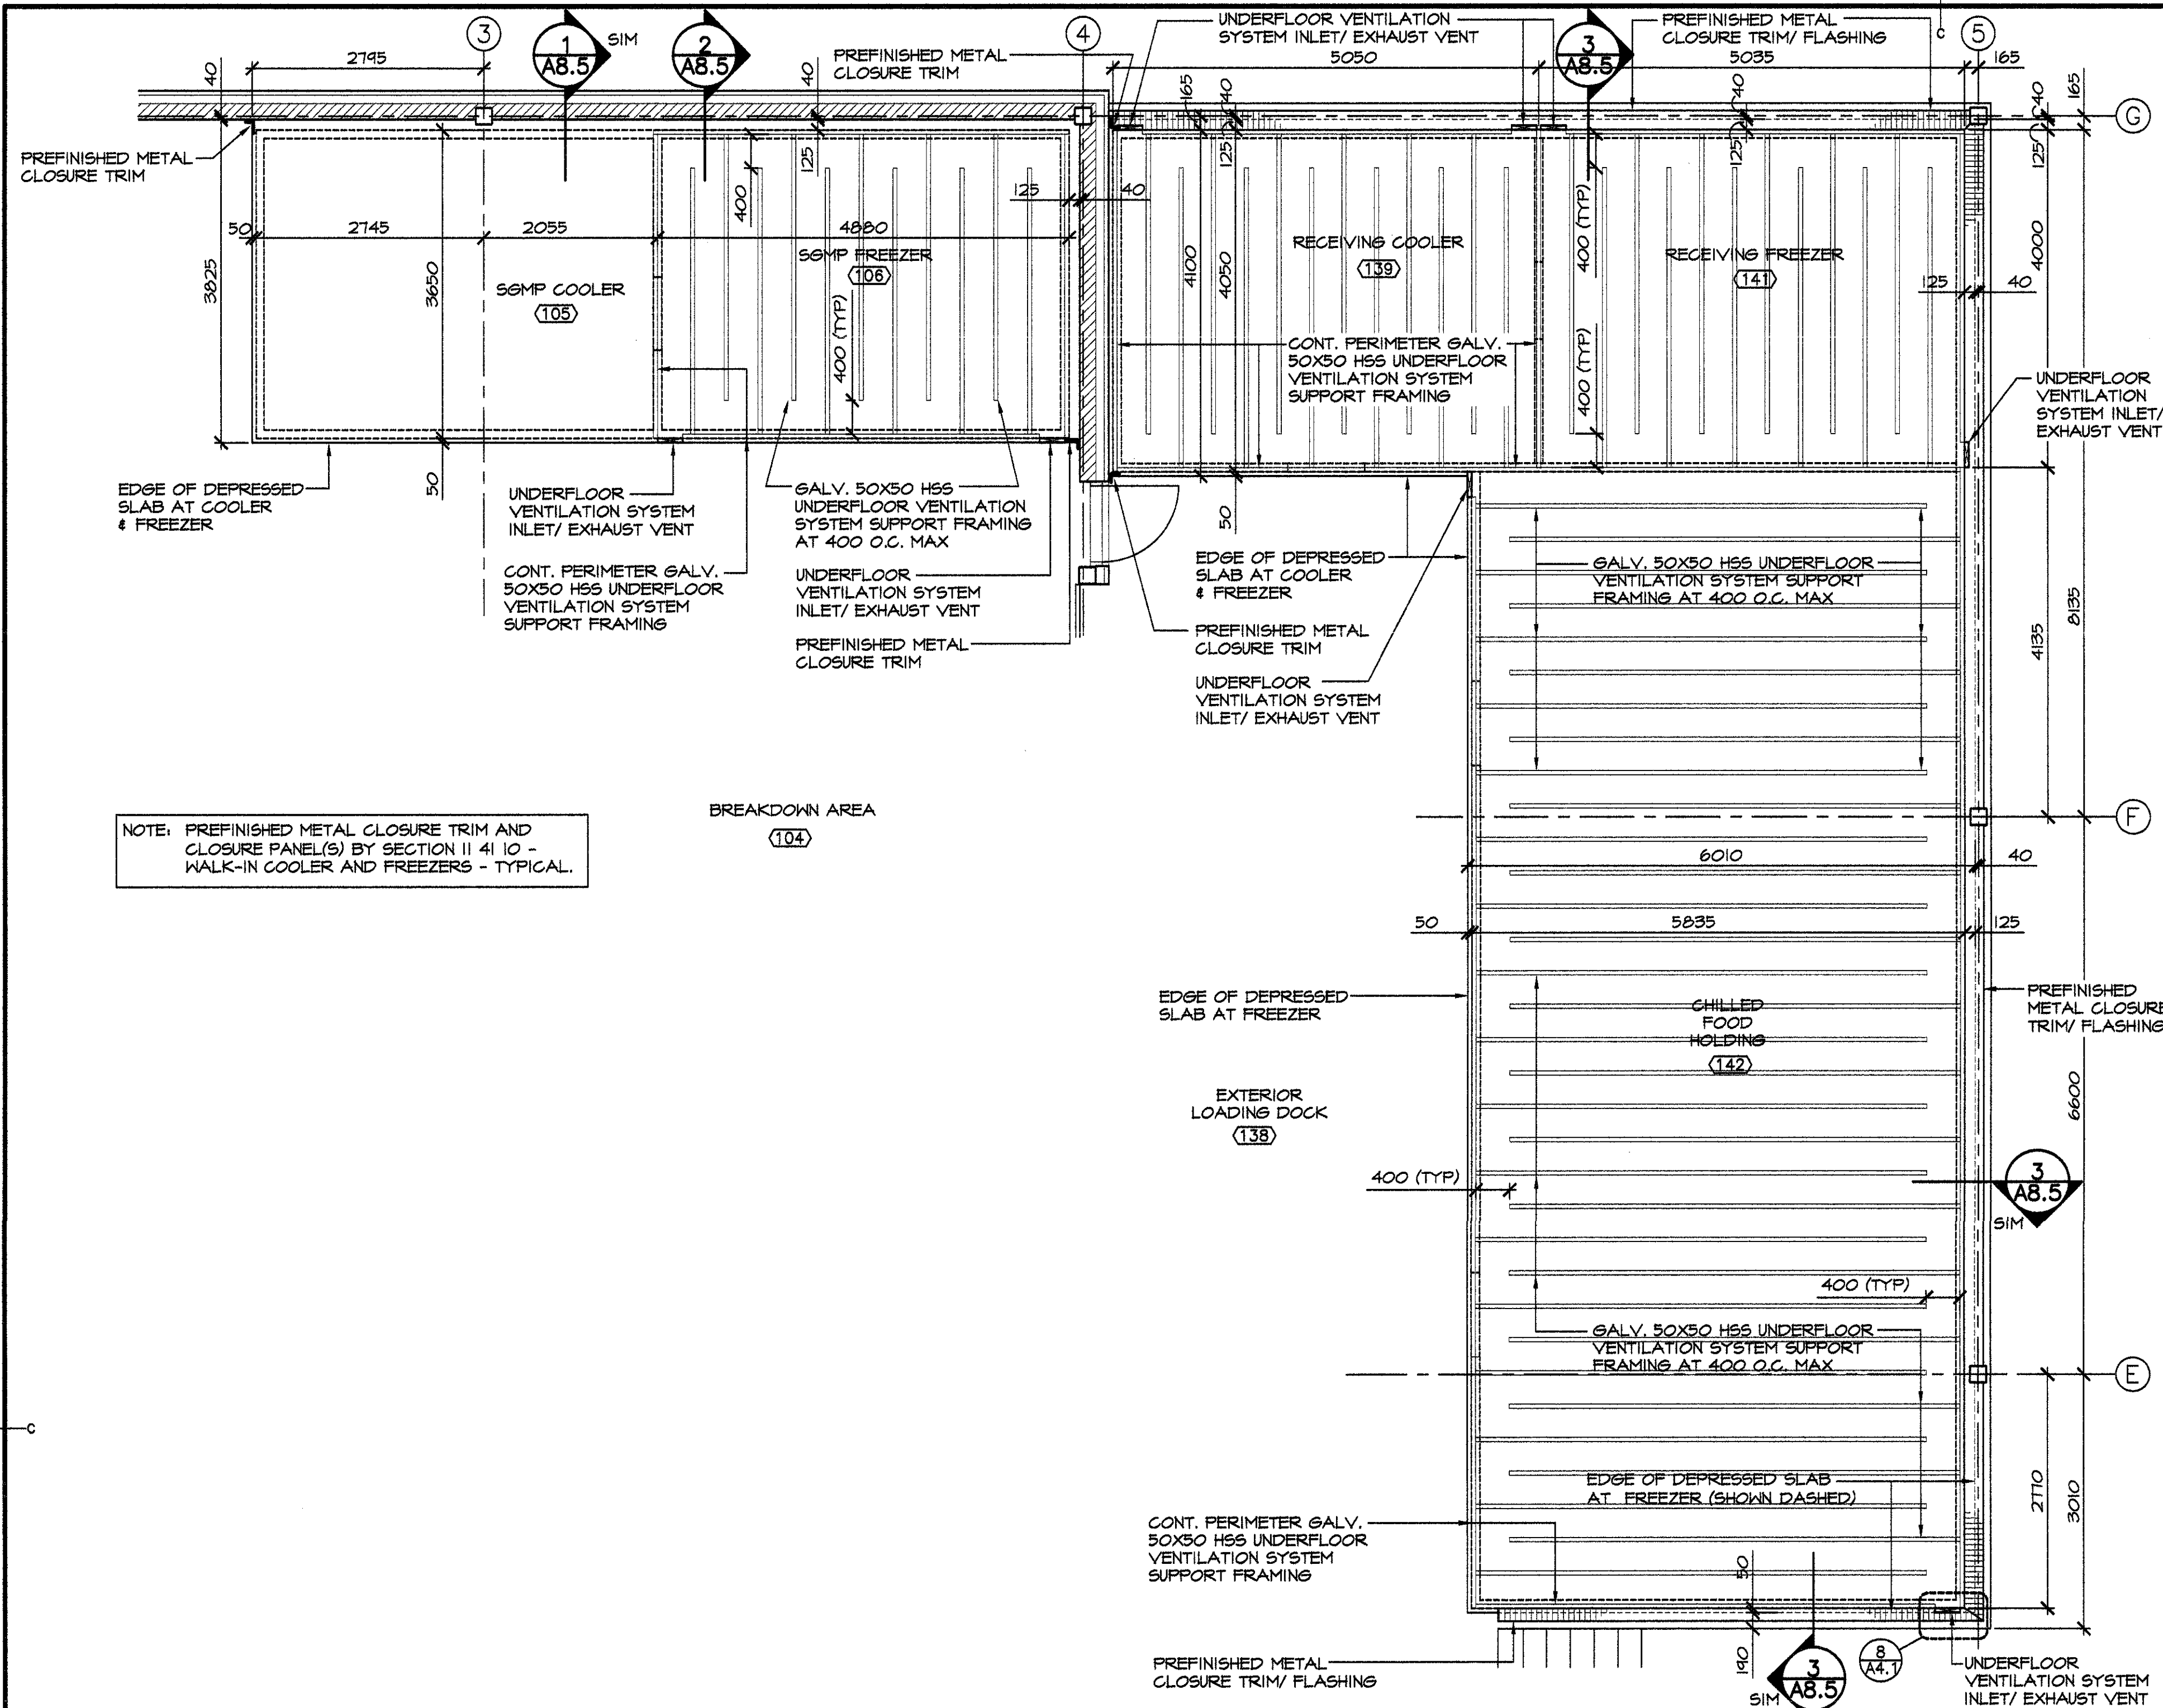 UNDERFLOOR VENTILATION
SYSTEM INLET/ EXHAUST VENT
PREFINISHED METAL
CLOSURE TRIM/ FLASHING
C
3
1
A8.5
SIM
2
A8.5
PREFINISHED METAL
CLOSURE TRIM
4
3
A8.5
5
2795
5050
5035
165
40
40
165
40
40
40
165
G
PREFINISHED METAL
CLOSURE TRIM
125
125
125
125
400
125
40
400 (TYP)
4000
50
2745
2055
4880
SGMP FREEZER
106
RECEIVING COOLER
139
RECEIVING FREEZER
141
3825
3650
SGMP COOLER
105
4100
4050
125
40
400 (TYP)
400 (TYP)
CONT. PERIMETER GALV.
50X50 HSS UNDERFLOOR
VENTILATION SYSTEM
SUPPORT FRAMING
UNDERFLOOR
VENTILATION
SYSTEM INLET/
EXHAUST VENT
50
50
EDGE OF DEPRESSED
SLAB AT COOLER
& FREEZER
UNDERFLOOR
VENTILATION SYSTEM
INLET/ EXHAUST VENT
GALV. 50X50 HSS
UNDERFLOOR VENTILATION
SYSTEM SUPPORT FRAMING
AT 400 O.C. MAX
CONT. PERIMETER GALV.
50X50 HSS UNDERFLOOR
VENTILATION SYSTEM
SUPPORT FRAMING
UNDERFLOOR
VENTILATION SYSTEM
INLET/ EXHAUST VENT
PREFINISHED METAL
CLOSURE TRIM
EDGE OF DEPRESSED
SLAB AT COOLER
& FREEZER
PREFINISHED METAL
CLOSURE TRIM
UNDERFLOOR
VENTILATION SYSTEM
INLET/ EXHAUST VENT
GALV. 50X50 HSS UNDERFLOOR
VENTILATION SYSTEM SUPPORT
FRAMING AT 400 O.C. MAX
4135
8135
NOTE: PREFINISHED METAL CLOSURE TRIM AND
CLOSURE PANEL(S) BY SECTION 11 41 10 -
WALK-IN COOLER AND FREEZERS - TYPICAL.
BREAKDOWN AREA
104
F
6010
40
50
5835
125
EDGE OF DEPRESSED
SLAB AT FREEZER
CHILLED
FOOD
HOLDING
142
PREFINISHED
METAL CLOSURE
TRIM/ FLASHING
EXTERIOR
LOADING DOCK
138
6600
400 (TYP)
3
A8.5
SIM
400 (TYP)
GALV. 50X50 HSS UNDERFLOOR
VENTILATION SYSTEM SUPPORT
FRAMING AT 400 O.C. MAX
E
C
EDGE OF DEPRESSED SLAB
AT FREEZER (SHOWN DASHED)
2770
3010
CONT. PERIMETER GALV.
50X50 HSS UNDERFLOOR
VENTILATION SYSTEM
SUPPORT FRAMING
50
190
PREFINISHED METAL
CLOSURE TRIM/ FLASHING
SIM
3
A8.5
8
A4.1
UNDERFLOOR
VENTILATION SYSTEM
INLET/ EXHAUST VENT